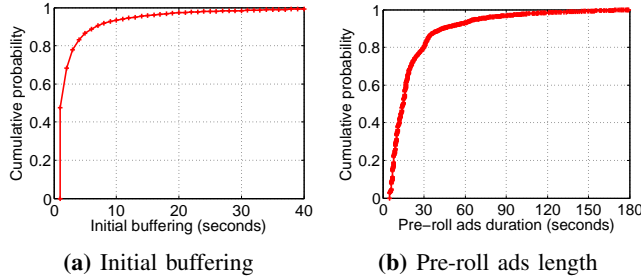 1
0.8
0.6
0.4
0.2
0
0 10 20 30 40
Cumulative probability
Initial buffering (seconds)
(a) Initial buffering
1
0.8
0.6
0.4
0.2
0
0 30 60 90 120 150 180
Cumulative probability
Pre-roll ads duration (seconds)
(b) Pre-roll ads length